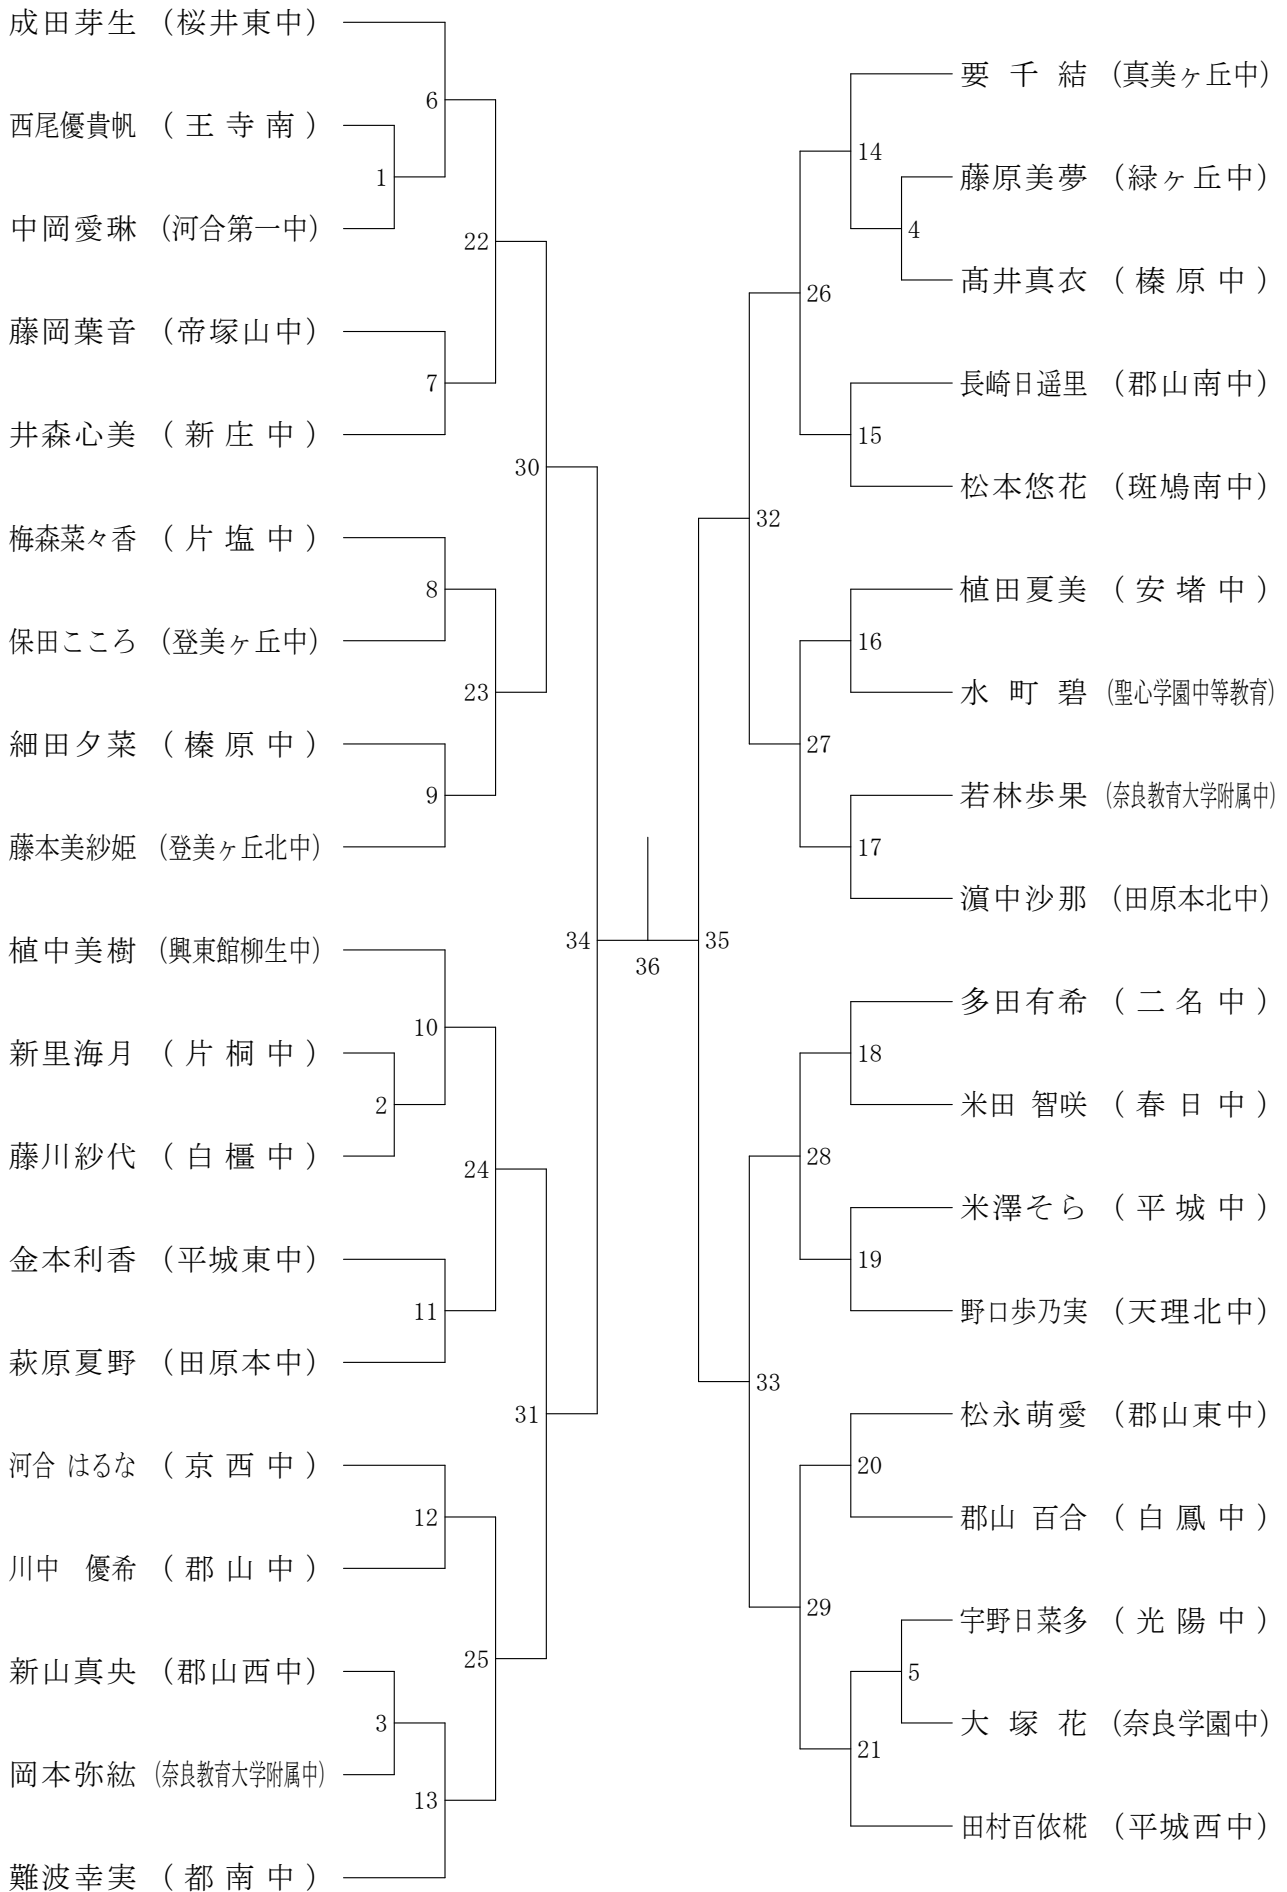 成田芽生 (桜井東中)
6
西尾優貴帆 (王寺南)
1
中岡愛琳 (河合第一中)
22
藤岡葉音 (帝塚山中)
7
井森心美 (新庄中)
30
梅森菜々香 (片塩中)
8
保田こころ (登美ヶ丘中)
23
細田夕菜 (榛原中)
9
藤本美紗姫 (登美ヶ丘北中)
34
植中美樹 (興東館柳生中)
10
新里海月 (片桐中)
2
藤川紗代 (白橿中)
24
金本利香 (平城東中)
11
萩原夏野 (田原本中)
31
河合 はるな (京西中)
12
川中 優希 (郡山中)
25
新山真央 (郡山西中)
3
岡本弥紘 (奈良教育大学附属中)
13
難波幸実 (都南中)
36
要千結 (真美ヶ丘中)
14
藤原美夢 (緑ヶ丘中)
4
髙井真衣 (榛原中)
26
長崎日遥里 (郡山南中)
15
松本悠花 (斑鳩南中)
32
植田夏美 (安堵中)
16
水町碧 (聖心学園中等教育)
27
若林歩果 (奈良教育大学附属中)
17
濵中沙那 (田原本北中)
35
多田有希 (二名中)
18
米田 智咲 (春日中)
28
米澤そら (平城中)
19
野口歩乃実 (天理北中)
33
松永萌愛 (郡山東中)
20
郡山 百合 (白鳳中)
29
宇野日菜多 (光陽中)
5
大塚花 (奈良学園中)
21
田村百依椛 (平城西中)